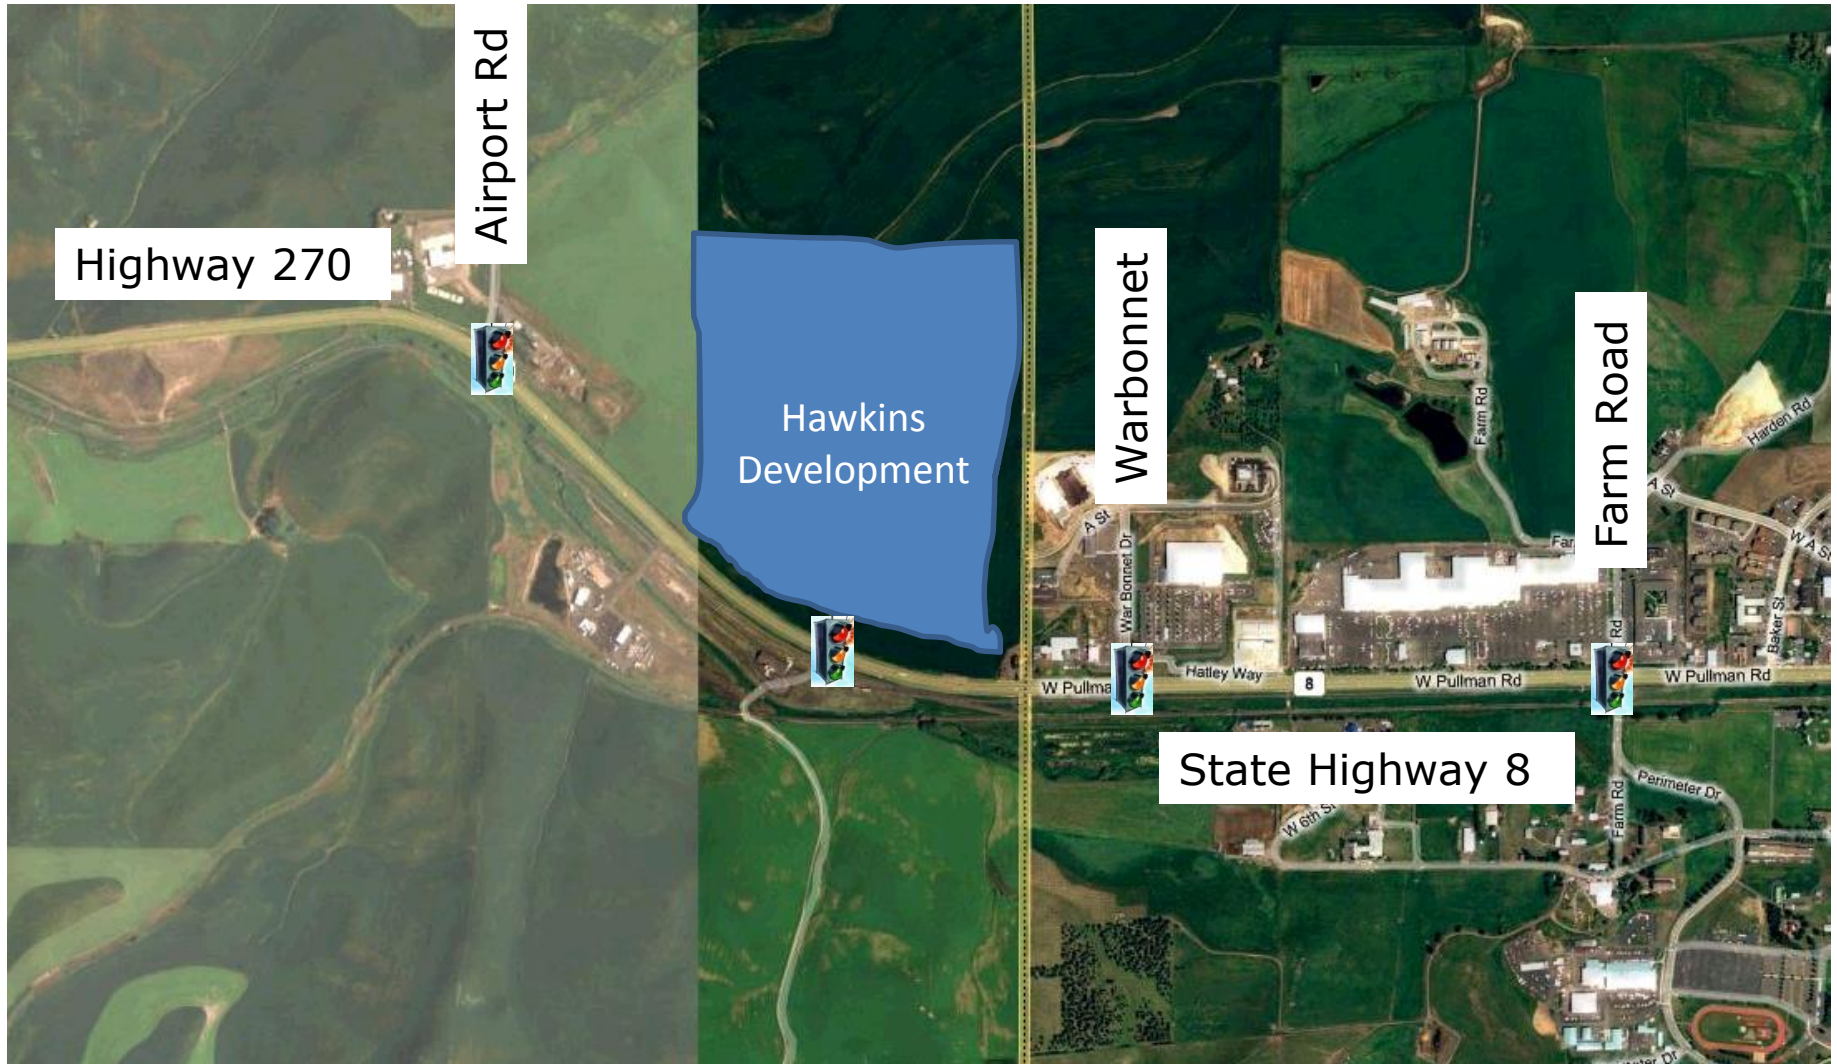 Airport Rd
Highway 270
Hawkins
Development
Warbonnet
Farm Road
Farm Rd
Harden Rd
A St
W A St
A St
War Bonnet Dr
Baker St
Rd
Hatley Way
W Pullma
8
W Pullman Rd
W Pullman Rd
State Highway 8
Perimeter Dr
Farm Rd
W 6th St